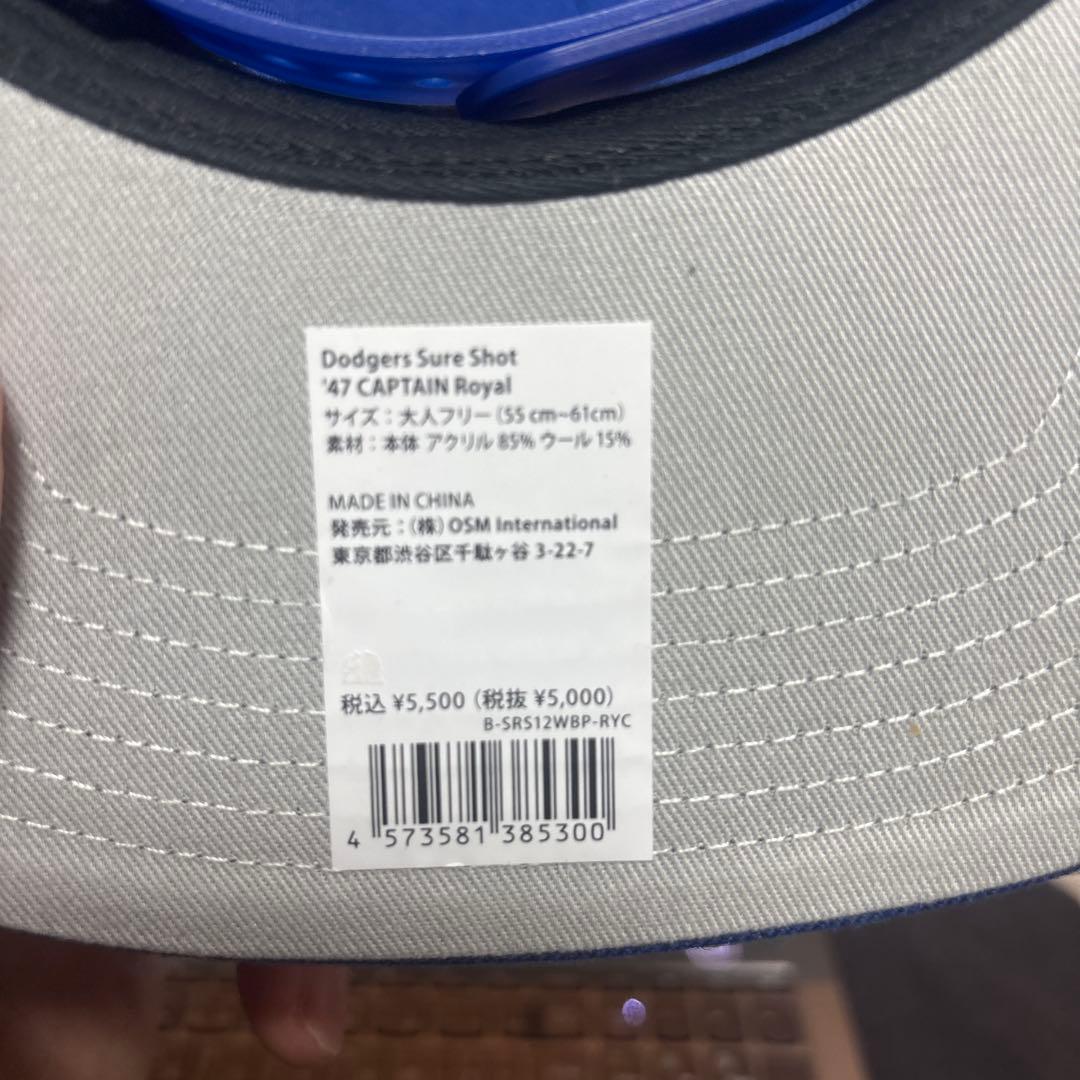 Dodgers Sure Shot
'47 CAPTAIN Royal
サイズ：大人フリー（55 cm~61cm）
素材：本体 アクリル 85% ウール 15%
MADE IN CHINA
発売元：（株）OSM International
東京都渋谷区千駄ヶ谷 3-22-7
税込 ¥5,500（税抜 ¥5,000）
B-SRS12WBP-RYC
4 573581 385300